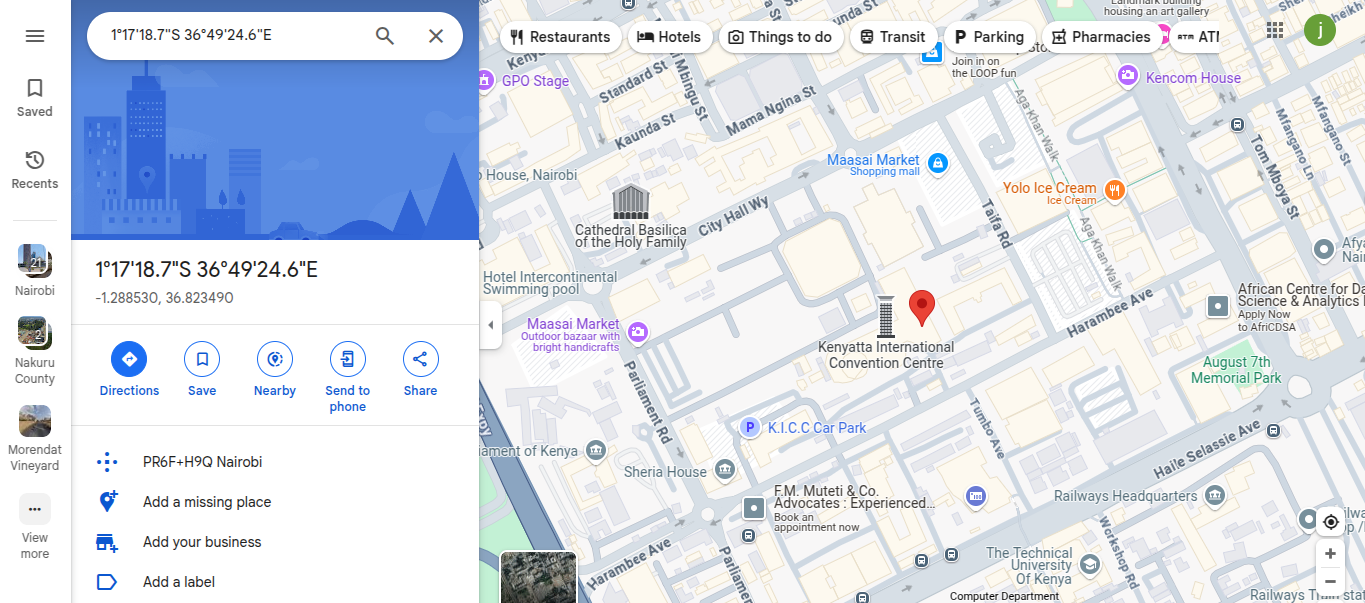 1°17'18.7"S 36°49'24.6"E
Saved
Recents
21
Nairobi
Nakuru
County
Morendat
Vineyard
View
more
1°17'18.7"S 36°49'24.6"E
-1.288530, 36.823490
Directions
Save
Nearby
Send to
phone
Share
PR6F+H9Q Nairobi
Add a missing place
Add your business
Add a label
Restaurants
Hotels
Things to do
Transit
Parking
Pharmacies
ATM
j
Landmark building
housing an art gallery
GPO Stage
Standard St
Kaunda St
Mama Ngina St
Join in on
the LOOP fun
Kencom House
Aga Khan Walk
Mfangano Ln
Mfangano St
Tom Mboya St
Maasai Market
Shopping mall
Yolo Ice Cream
Ice Cream
Taifa Rd
Aga Khan Walk
House, Nairobi
Cathedral Basilica
of the Holy Family
City Hall Wy
Hotel Intercontinental
Swimming pool
Maasai Market
Outdoor bazaar with
bright handicrafts
Kenyatta International
Convention Centre
Harambee Ave
African Centre for Da
Science & Analytics
Apply Now
to AfriCDSA
August 7th
Memorial Park
Parliament Rd
K.I.C.C Car Park
Tumbo Ave
Haile Selassie Ave
iament of Kenya
Sheria House
F.M. Muteti & Co.
Advocates : Experienced...
Book an
appointment now
Railways Headquarters
Workshop Rd
Harambee Ave
Parliamen
The Technical
University
Of Kenya
Computer Department
Railways Train stat